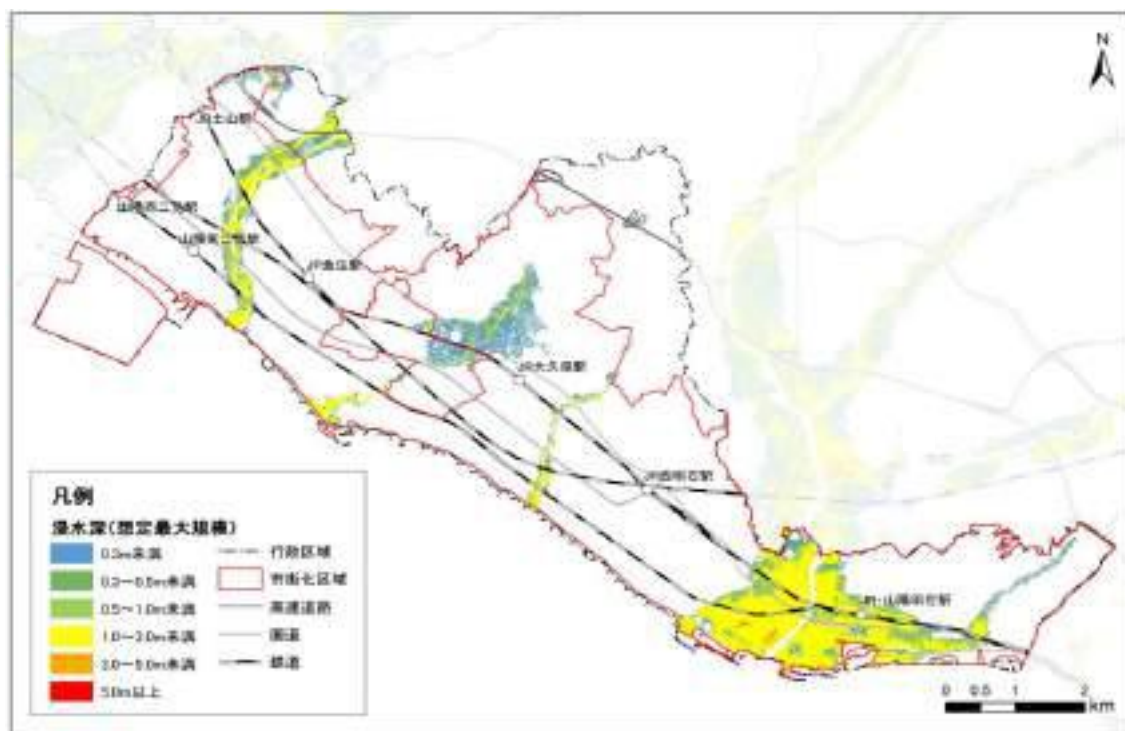 N
JR土山駅
山陽西二見駅
山陽東二見駅
JR魚住駅
JR大久保駅
JR西明石駅
JR・山陽明石駅
凡例
浸水深(想定最大規模)
0.3m未満
0.3~0.5m未満
0.5~1.0m未満
1.0~3.0m未満
3.0~5.0m未満
5.0m以上
行政区域
市街化区域
高速道路
国道
鉄道
0 0.5 1 2
km